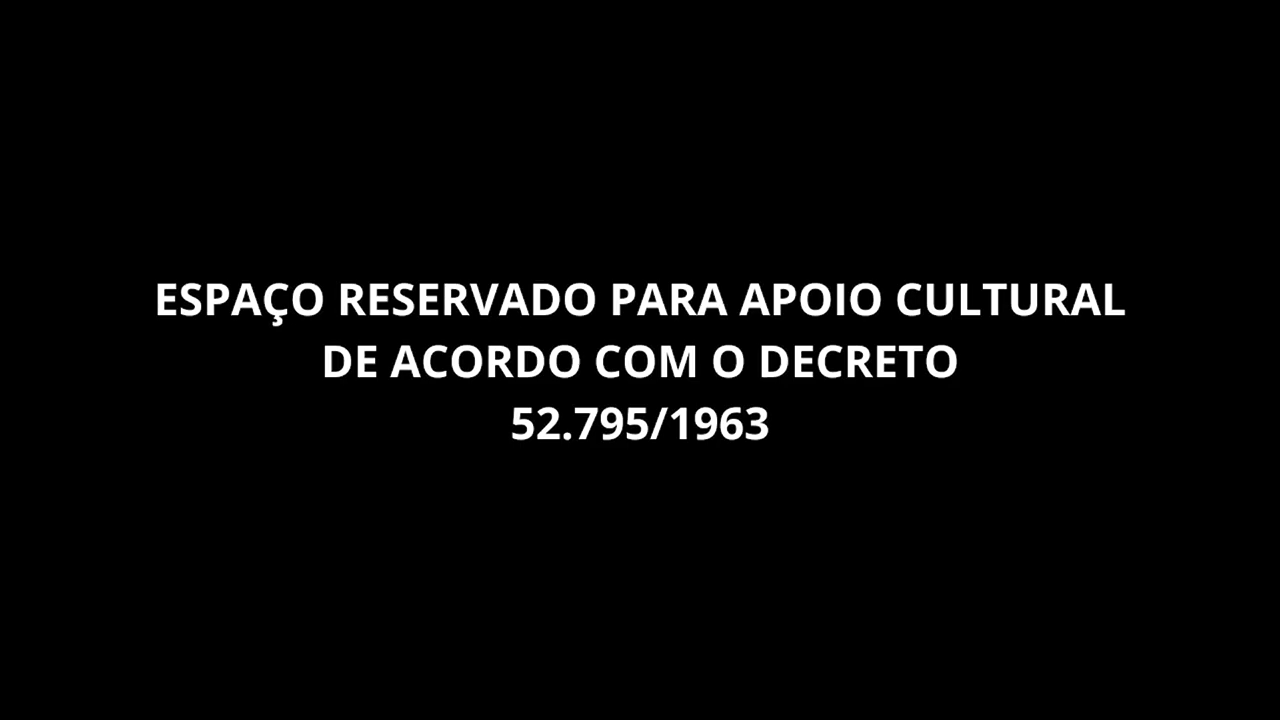 ESPAÇO RESERVADO PARA APOIO CULTURAL
DE ACORDO COM O DECRETO
52.795/1963